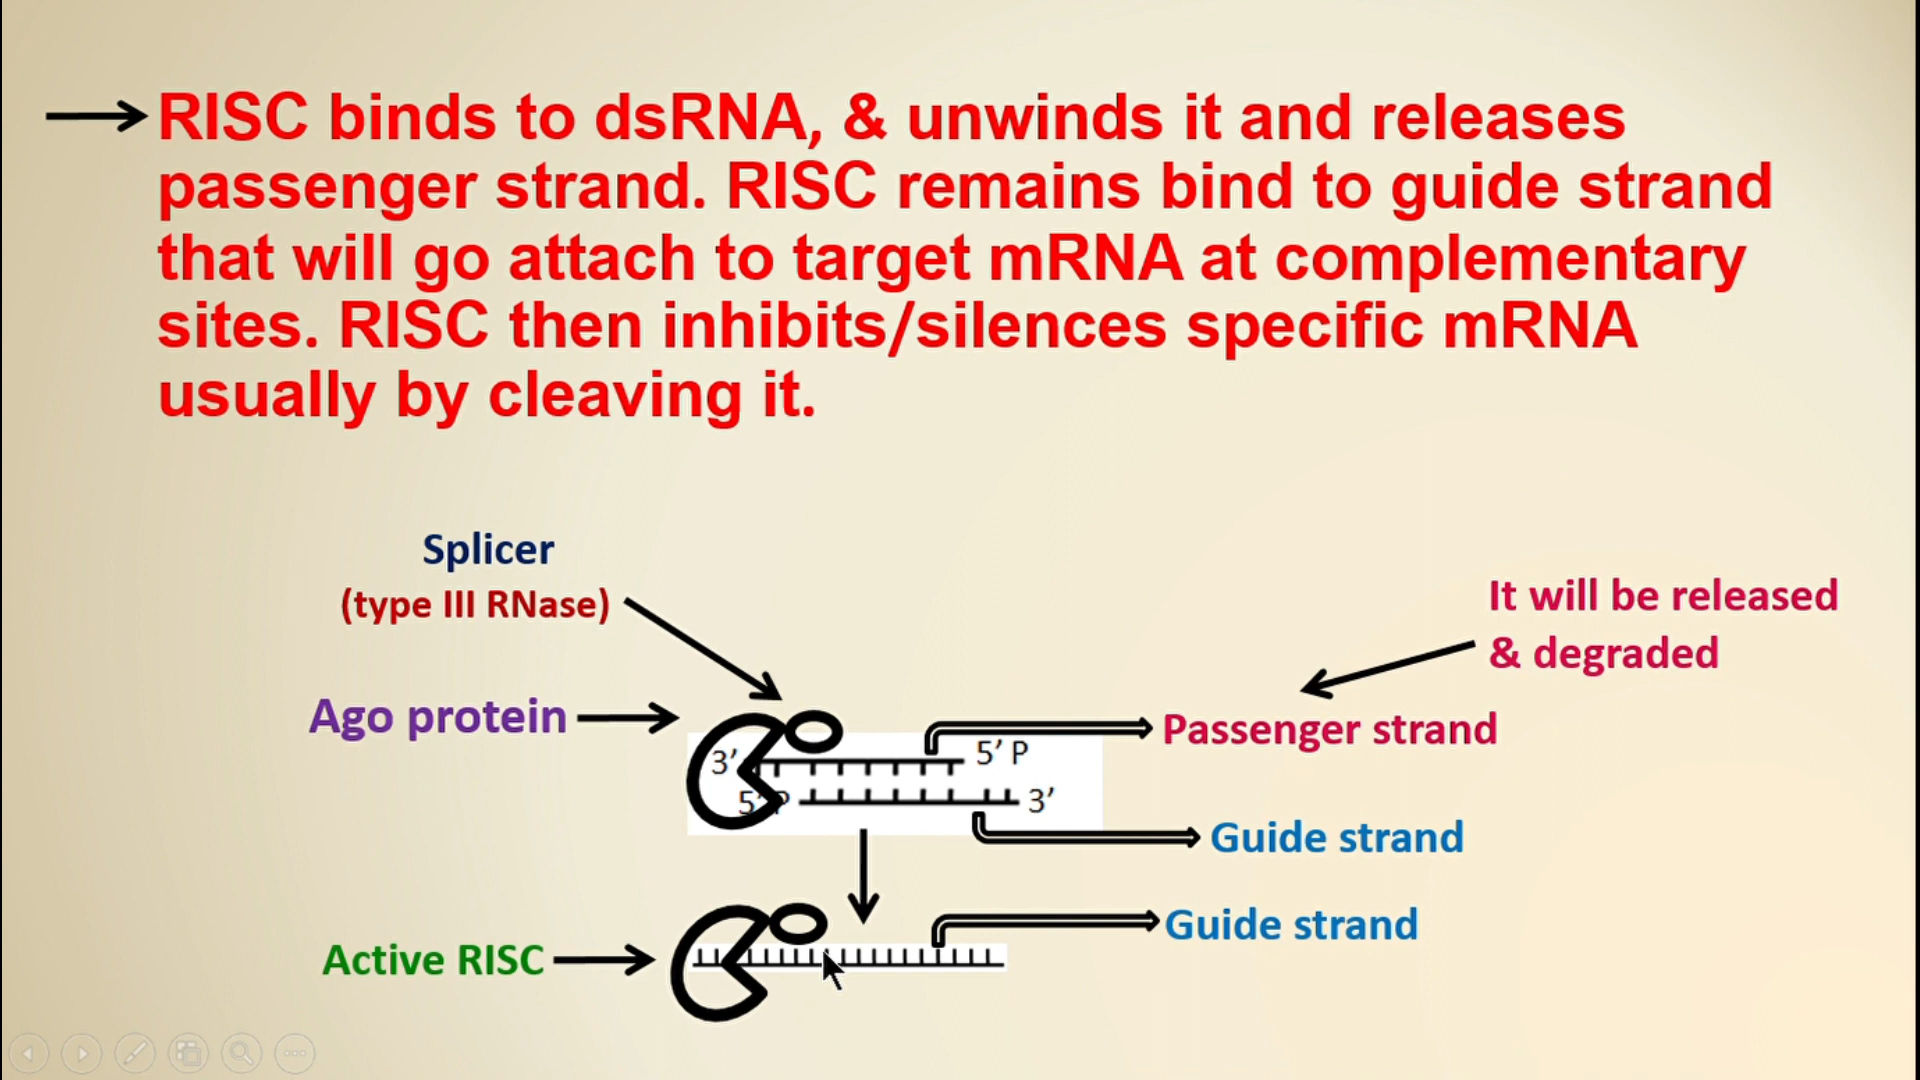 RISC binds to dsRNA, & unwinds it and releases
passenger strand. RISC remains bind to guide strand
that will go attach to target mRNA at complementary
sites. RISC then inhibits/silences specific mRNA
usually by cleaving it.
Splicer
(type III RNase)
It will be released
& degraded
Ago protein
Passenger strand
3’
5’ P
5’ P
3’
Guide strand
Guide strand
Active RISC